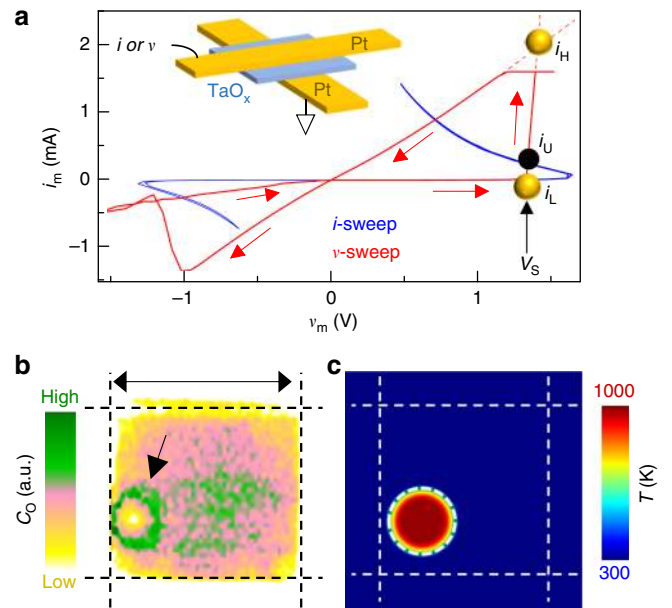 a
i or v
Pt
TaOx
Pt
iH
iU
iL
VS
i-sweep
v-sweep
2
1
0
−1
im (mA)
−1
0
1
vm (V)
b
High
Low
CO (a.u.)
c
1000
300
T (K)